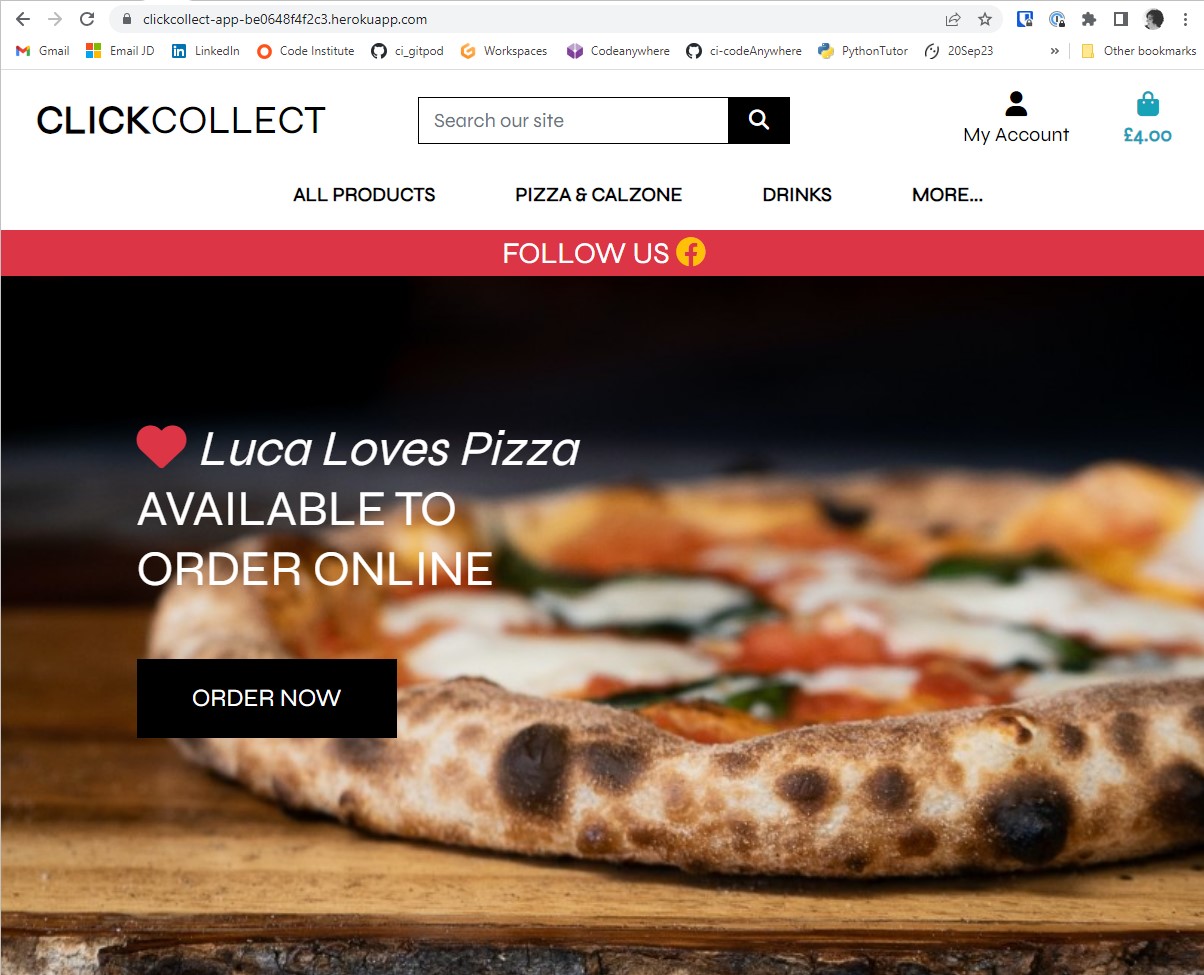 clickcollect-app-be0648f4f2c3.herokuapp.com
Gmail Email JD LinkedIn Code Institute ci_gitpod Workspaces Codeanywhere ci-codeAnywhere PythonTutor 20Sep23 » Other bookmarks
CLICKCOLLECT
Search our site
My Account
£4.00
ALL PRODUCTS PIZZA & CALZONE DRINKS MORE...
FOLLOW US
Luca Loves Pizza
AVAILABLE TO
ORDER ONLINE
ORDER NOW